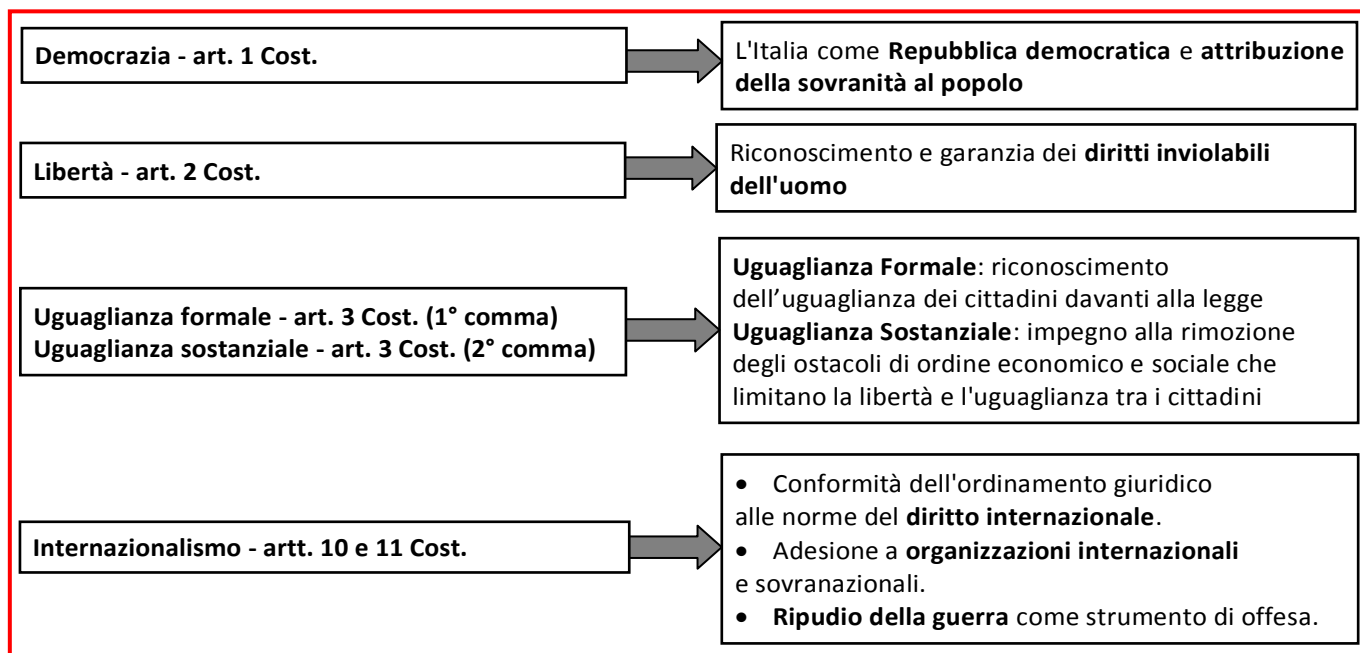 Democrazia - art. 1 Cost.
L'Italia come Repubblica democratica e attribuzione
della sovranità al popolo
Libertà - art. 2 Cost.
Riconoscimento e garanzia dei diritti inviolabili
dell'uomo
Uguaglianza formale - art. 3 Cost. (1° comma)
Uguaglianza sostanziale - art. 3 Cost. (2° comma)
Uguaglianza Formale: riconoscimento
dell’uguaglianza dei cittadini davanti alla legge
Uguaglianza Sostanziale: impegno alla rimozione
degli ostacoli di ordine economico e sociale che
limitano la libertà e l'uguaglianza tra i cittadini
Internazionalismo - artt. 10 e 11 Cost.
• Conformità dell'ordinamento giuridico
alle norme del diritto internazionale.
• Adesione a organizzazioni internazionali
e sovranazionali.
• Ripudio della guerra come strumento di offesa.